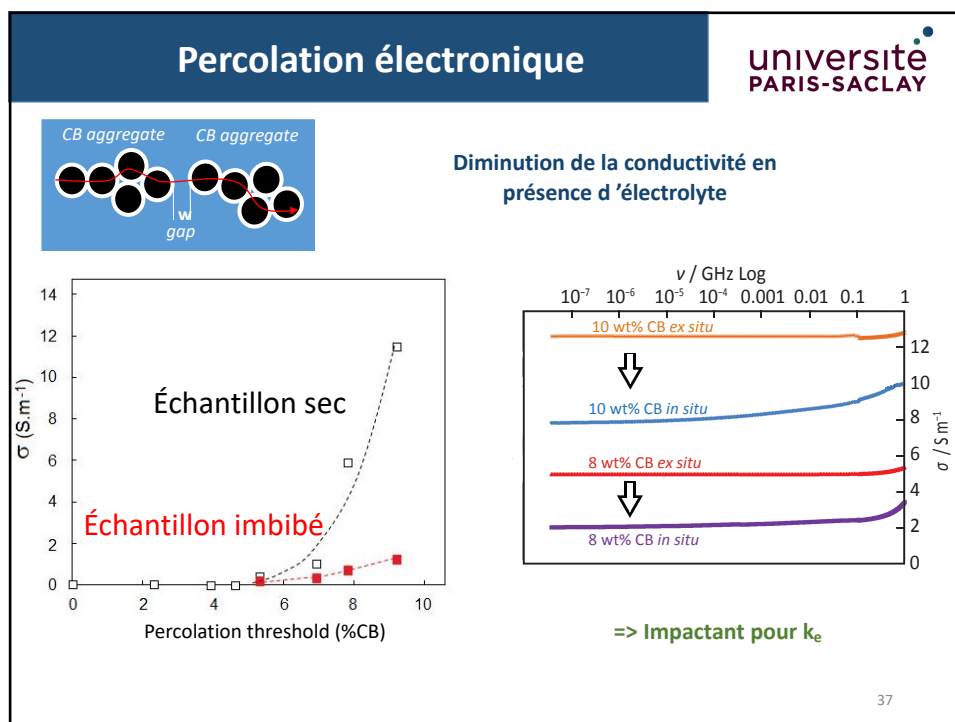 Percolation électronique
université
PARIS-SACLAY
CB aggregate
CB aggregate
w
gap
Diminution de la conductivité en
présence d ’électrolyte
14
12
10
8
6
4
2
0
σ (S.m⁻¹)
Échantillon sec
Échantillon imbibé
0
2
4
6
8
10
Percolation threshold (%CB)
ν / GHz Log
10⁻⁷
10⁻⁶
10⁻⁵
10⁻⁴
0.001
0.01
0.1
1
10 wt% CB ex situ
10 wt% CB in situ
8 wt% CB ex situ
8 wt% CB in situ
12
10
8
6
4
2
0
σ / S m⁻¹
=> Impactant pour kₑ
37